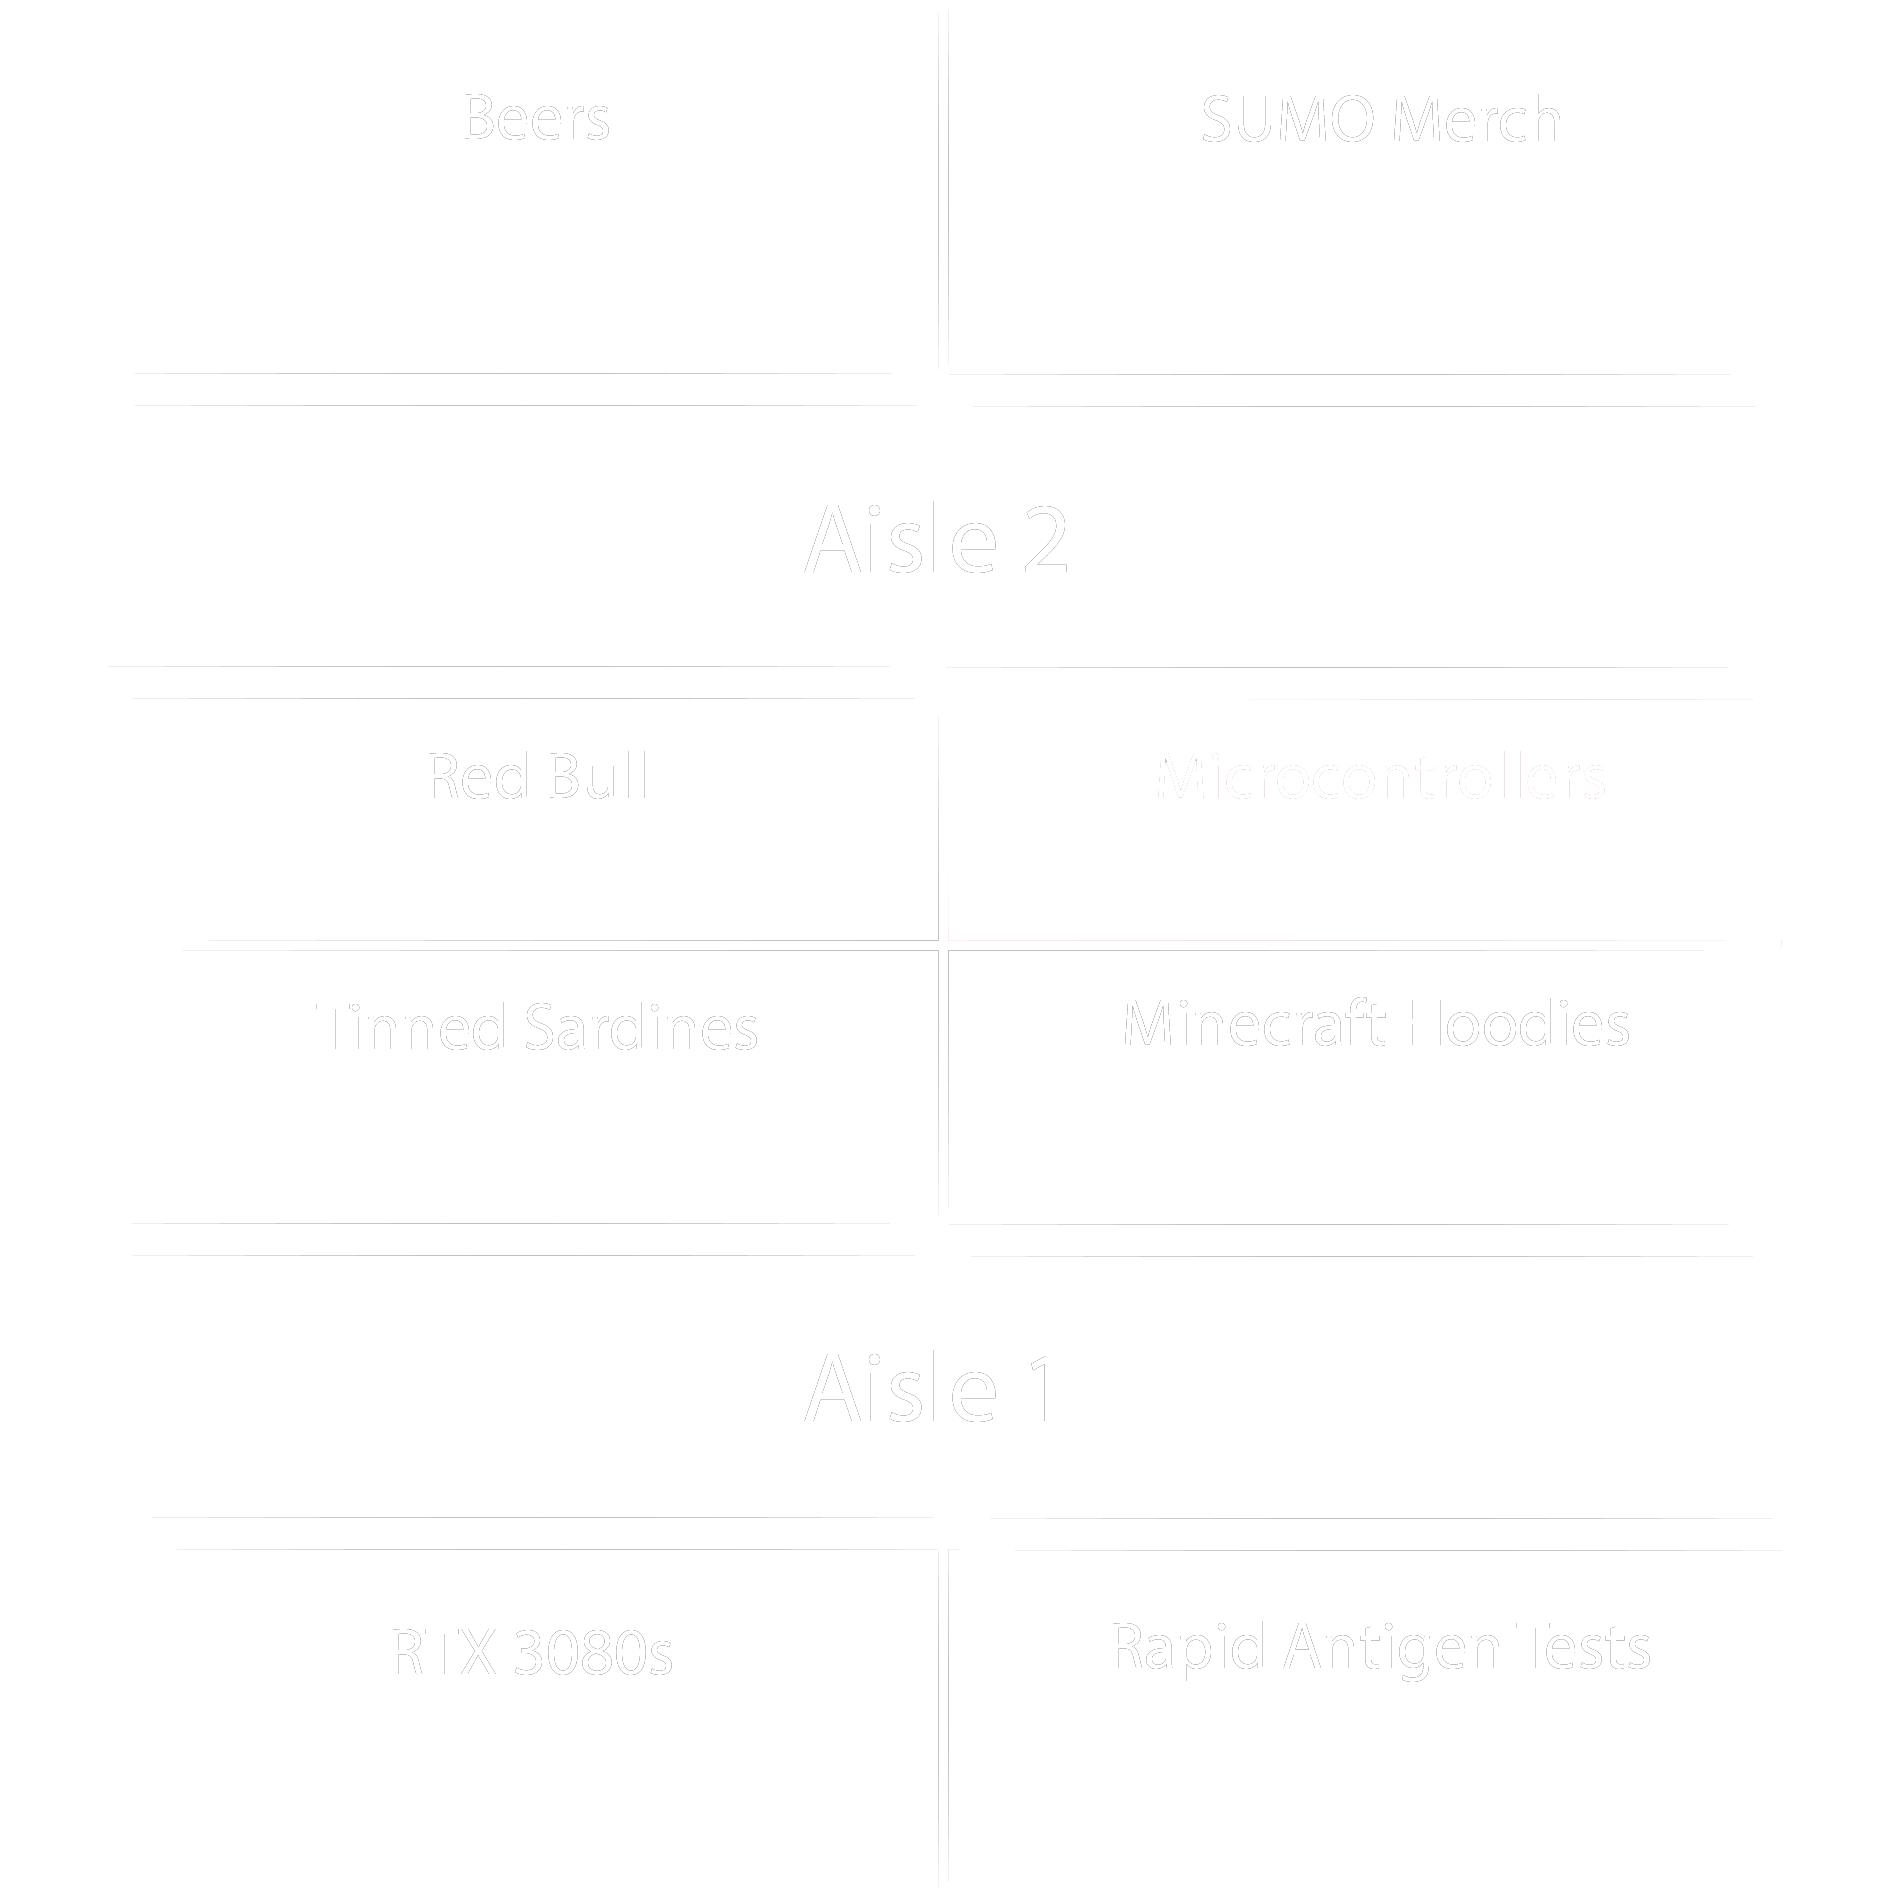 Beers
SUMO Merch
Aisle 2
Red Bull
Microcontrollers
Tinned Sardines
Minecraft Hoodies
Aisle 1
RTX 3080s
Rapid Antigen Tests